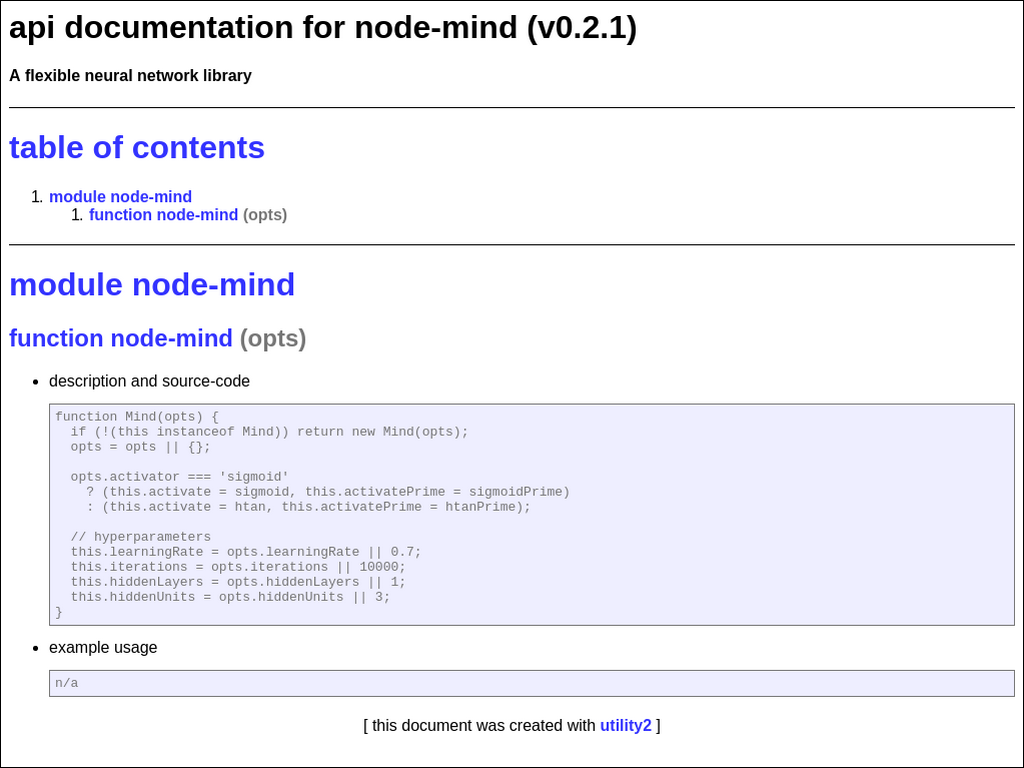 api documentation for node-mind (v0.2.1)
A flexible neural network library
table of contents
1. module node-mind
1. function node-mind (opts)
module node-mind
function node-mind (opts)
• description and source-code
function Mind(opts) {
  if (!(this instanceof Mind)) return new Mind(opts);
  opts = opts || {};

  opts.activator === 'sigmoid'
    ? (this.activate = sigmoid, this.activatePrime = sigmoidPrime)
    : (this.activate = htan, this.activatePrime = htanPrime);

  // hyperparameters
  this.learningRate = opts.learningRate || 0.7;
  this.iterations = opts.iterations || 10000;
  this.hiddenLayers = opts.hiddenLayers || 1;
  this.hiddenUnits = opts.hiddenUnits || 3;
}
• example usage
n/a
[ this document was created with utility2 ]